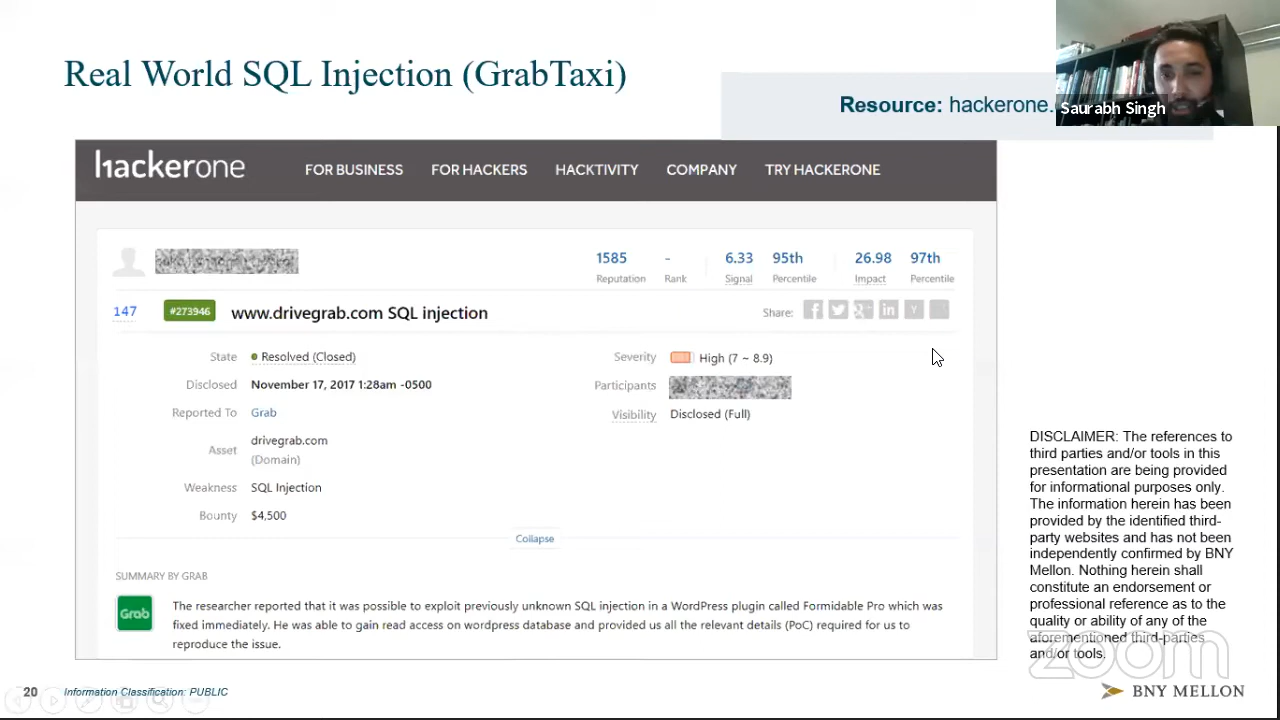 Real World SQL Injection (GrabTaxi)
Resource: hackerone.
Saurabh Singh
hackerone
FOR BUSINESS
FOR HACKERS
HACKTIVITY
COMPANY
TRY HACKERONE
1585
Reputation
-
Rank
6.33
Signal
95th
Percentile
26.98
Impact
97th
Percentile
147
#273946
www.drivegrab.com SQL injection
Share:
State
Resolved (Closed)
Disclosed
November 17, 2017 1:28am -0500
Reported To
Grab
Asset
drivegrab.com
(Domain)
Weakness
SQL Injection
Bounty
$4,500
Severity
High (7 ~ 8.9)
Participants
Visibility
Disclosed (Full)
Collapse
SUMMARY BY GRAB
Grab
The researcher reported that it was possible to exploit previously unknown SQL injection in a WordPress plugin called Formidable Pro which was
fixed immediately. He was able to gain read access on wordpress database and provided us all the relevant details (PoC) required for us to
reproduce the issue.
DISCLAIMER: The references to
third parties and/or tools in this
presentation are being provided
for informational purposes only.
The information herein has been
provided by the identified third-
party websites and has not been
independently confirmed by BNY
Mellon. Nothing herein shall
constitute an endorsement or
professional reference as to the
quality or ability of any of the
aforementioned third-parties
and/or tools.
zoom
20
Information Classification: PUBLIC
BNY MELLON